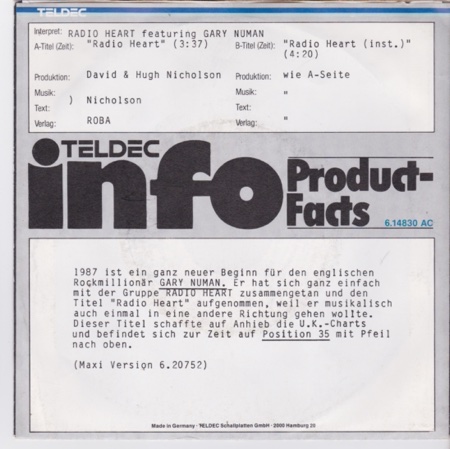 TELDEC
Interpret: RADIO HEART featuring GARY NUMAN
A-Titel (Zeit): "Radio Heart" (3:37) B-Titel (Zeit): "Radio Heart (inst.)"
(4:20)
Produktion: David & Hugh Nicholson Produktion: wie A-Seite
Musik: Musik: "
) Nicholson
Text: Text: "
Verlag: ROBA Verlag: "
TELDEC
info Product-
Facts
6.14830 AC
1987 ist ein ganz neuer Beginn für den englischen
Rockmillionär GARY NUMAN. Er hat sich ganz einfach
mit der Gruppe RADIO HEART zusammengetan und den
Titel "Radio Heart" aufgenommen, weil er musikalisch
auch einmal in eine andere Richtung gehen wollte.
Dieser Titel schaffte auf Anhieb die U.K.-Charts
und befindet sich zur Zeit auf Position 35 mit Pfeil
nach oben.
(Maxi Version 6.20752)
Made in Germany · TELDEC Schallplatten GmbH · 2000 Hamburg 20